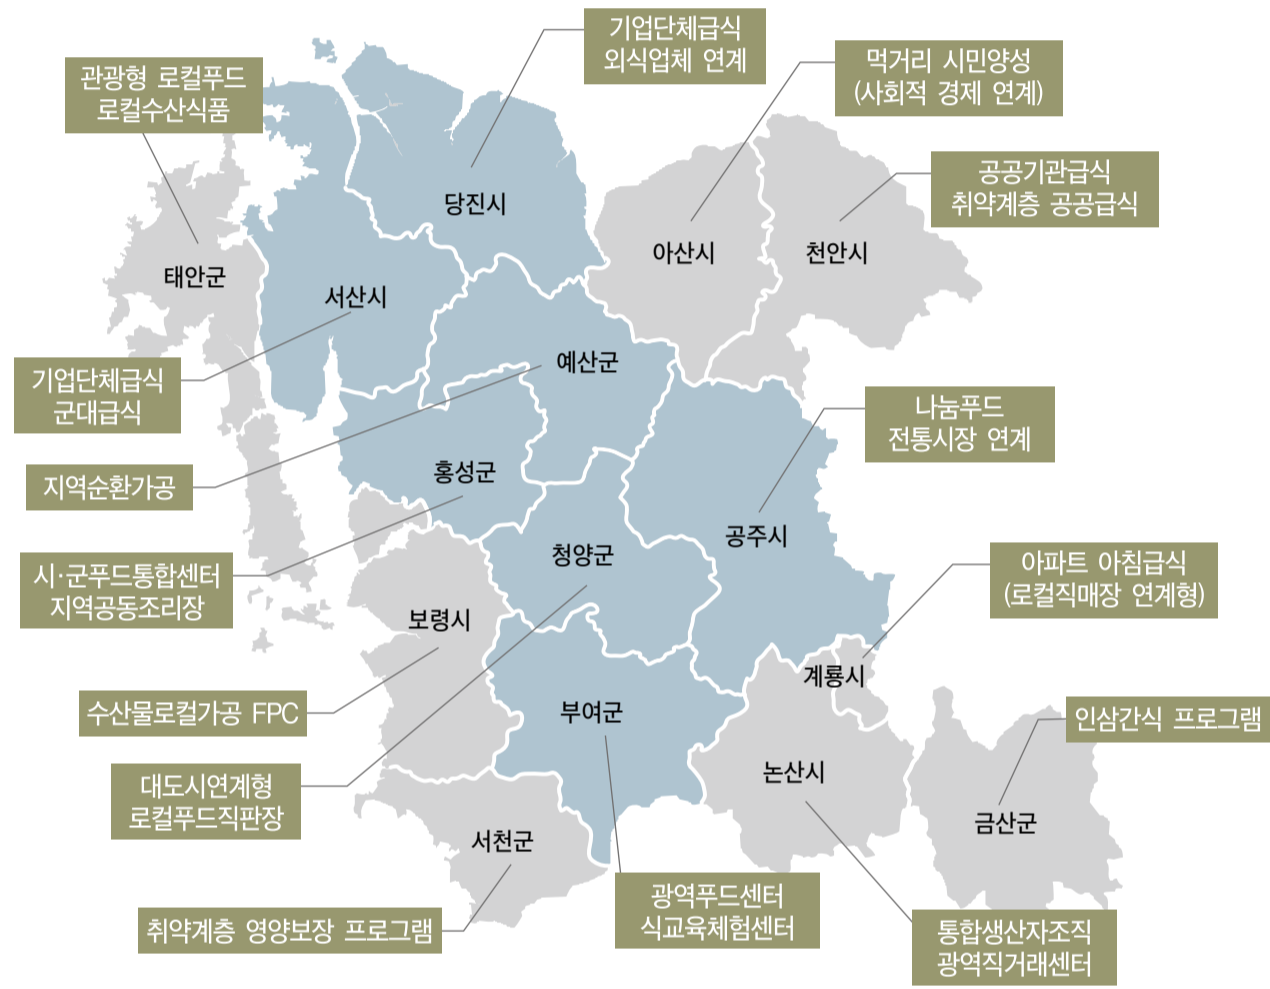 기업단체급식
외식업체 연계
먹거리 시민양성
(사회적 경제 연계)
관광형 로컬푸드
로컬수산식품
공공기관급식
취약계층 공공급식
당진시
아산시
천안시
태안군
서산시
예산군
기업단체급식
군대급식
나눔푸드
전통시장 연계
지역순환가공
홍성군
공주시
청양군
시·군푸드통합센터
지역공동조리장
아파트 아침급식
(로컬직매장 연계형)
보령시
계룡시
수산물로컬가공 FPC
부여군
인삼간식 프로그램
논산시
대도시연계형
로컬푸드직판장
금산군
서천군
광역푸드센터
식교육체험센터
취약계층 영양보장 프로그램
통합생산자조직
광역직거래센터